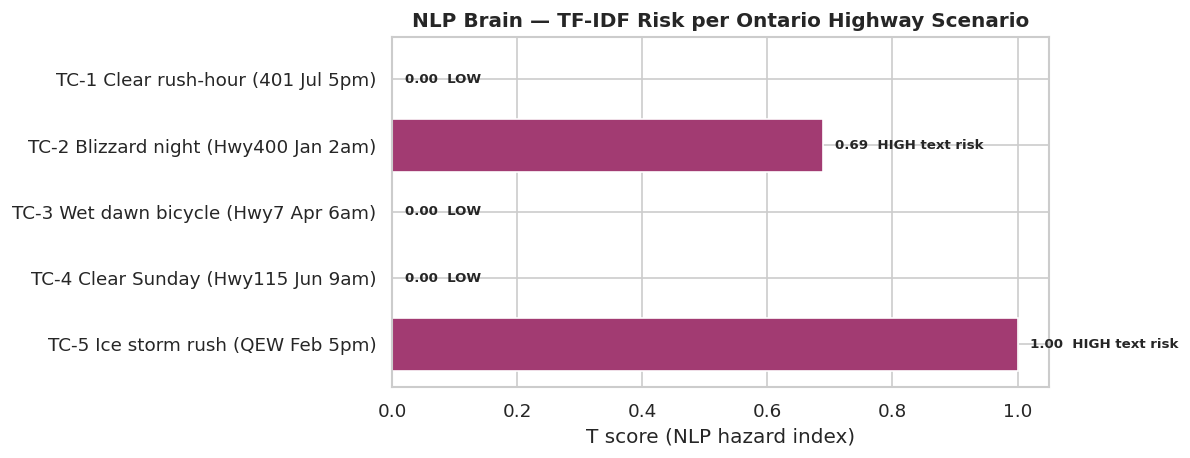 NLP Brain — TF-IDF Risk per Ontario Highway Scenario
TC-1 Clear rush-hour (401 Jul 5pm)
0.00  LOW
TC-2 Blizzard night (Hwy400 Jan 2am)
0.69  HIGH text risk
TC-3 Wet dawn bicycle (Hwy7 Apr 6am)
0.00  LOW
TC-4 Clear Sunday (Hwy115 Jun 9am)
0.00  LOW
TC-5 Ice storm rush (QEW Feb 5pm)
1.00  HIGH text risk
0.0 0.2 0.4 0.6 0.8 1.0
T score (NLP hazard index)